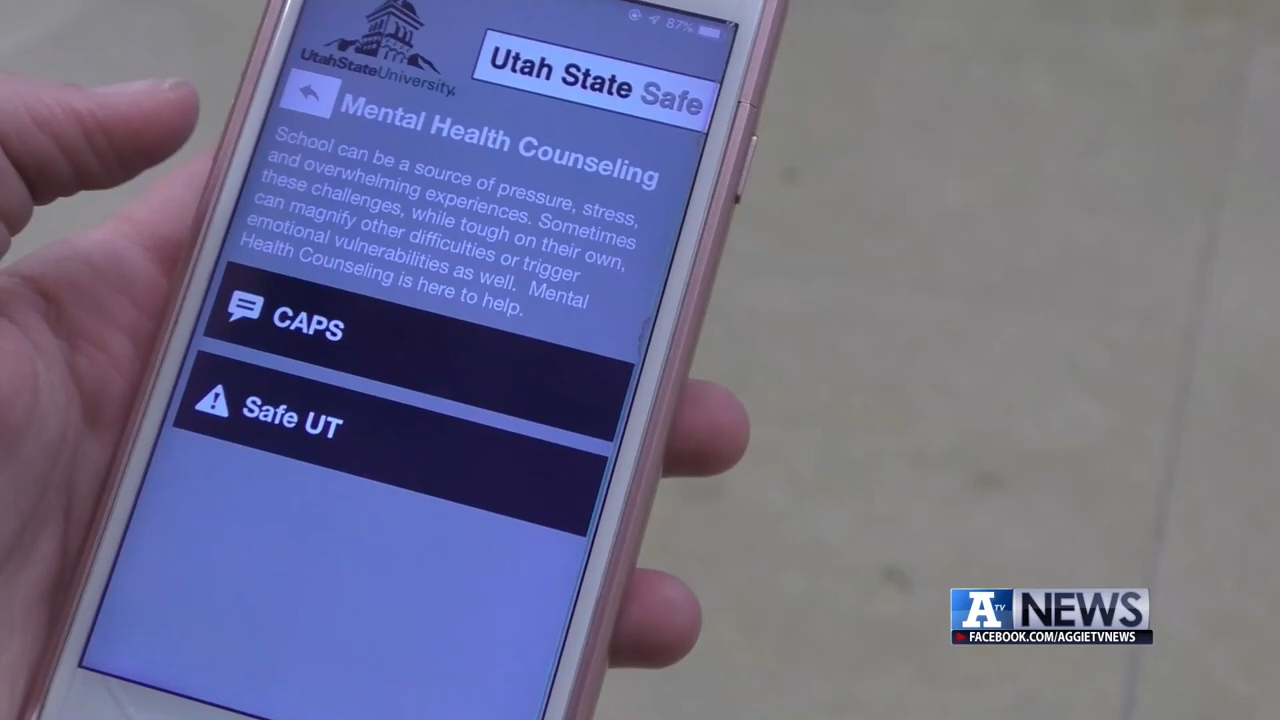 87%
UtahStateUniversity
Utah State Safe
Mental Health Counseling
School can be a source of pressure, stress,
and overwhelming experiences. Sometimes
these challenges, while tough on their own,
can magnify other difficulties or trigger
emotional vulnerabilities as well. Mental
Health Counseling is here to help.
CAPS
Safe UT
ATV NEWS
FACEBOOK.COM/AGGIETVNEWS